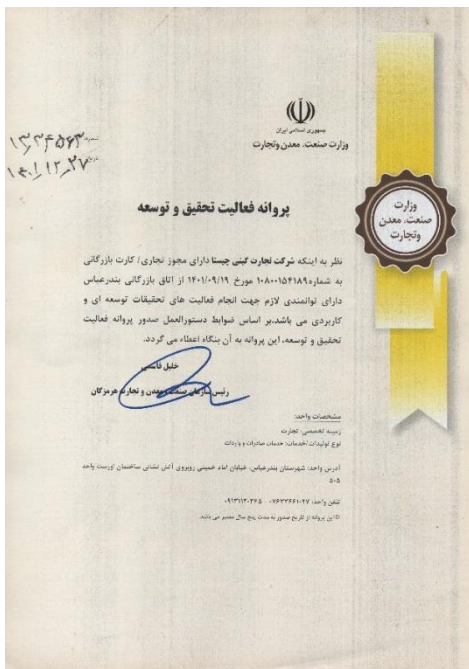 جمهوری اسلامی ایران
وزارت صنعت، معدن وتجارت
شماره:
۱۳۳۴۵۶۳
تاریخ:
۱۴۰۱/۱۲/۲۷
پروانه فعالیت تحقیق و توسعه
وزارت
صنعت، معدن
وتجارت
نظر به اینکه شرکت تجارت گیتی چیستا دارای مجوز تجاری/ کارت بازرگانی
به شماره ۱۰۸۰۰۱۵۴۱۸۹ مورخ ۱۴۰۱/۰۹/۱۹ از اتاق بازرگانی بندرعباس
دارای توانمندی لازم جهت انجام فعالیت های تحقیقات توسعه ای و
کاربردی می باشد.بر اساس ضوابط دستورالعمل صدور پروانه فعالیت
تحقیق و توسعه، این پروانه به آن بنگاه اعطاء می گردد.
خلیل قاسمی
رئیس سازمان صنعت، معدن و تجارت هرمزگان
مشخصات واحد:
زمینه تخصصی: تجارت
نوع تولیدات /خدمات: خدمات صادرات و واردات
آدرس واحد: شهرستان بندرعباس، خیابان امام خمینی روبروی آتش نشانی ساختمان اورست واحد
۵۰۵
تلفن واحد: ۰۷۶۳۳۶۶۱۰۲۷
این پروانه از تاریخ صدور به مدت پنج سال معتبر می باشد.